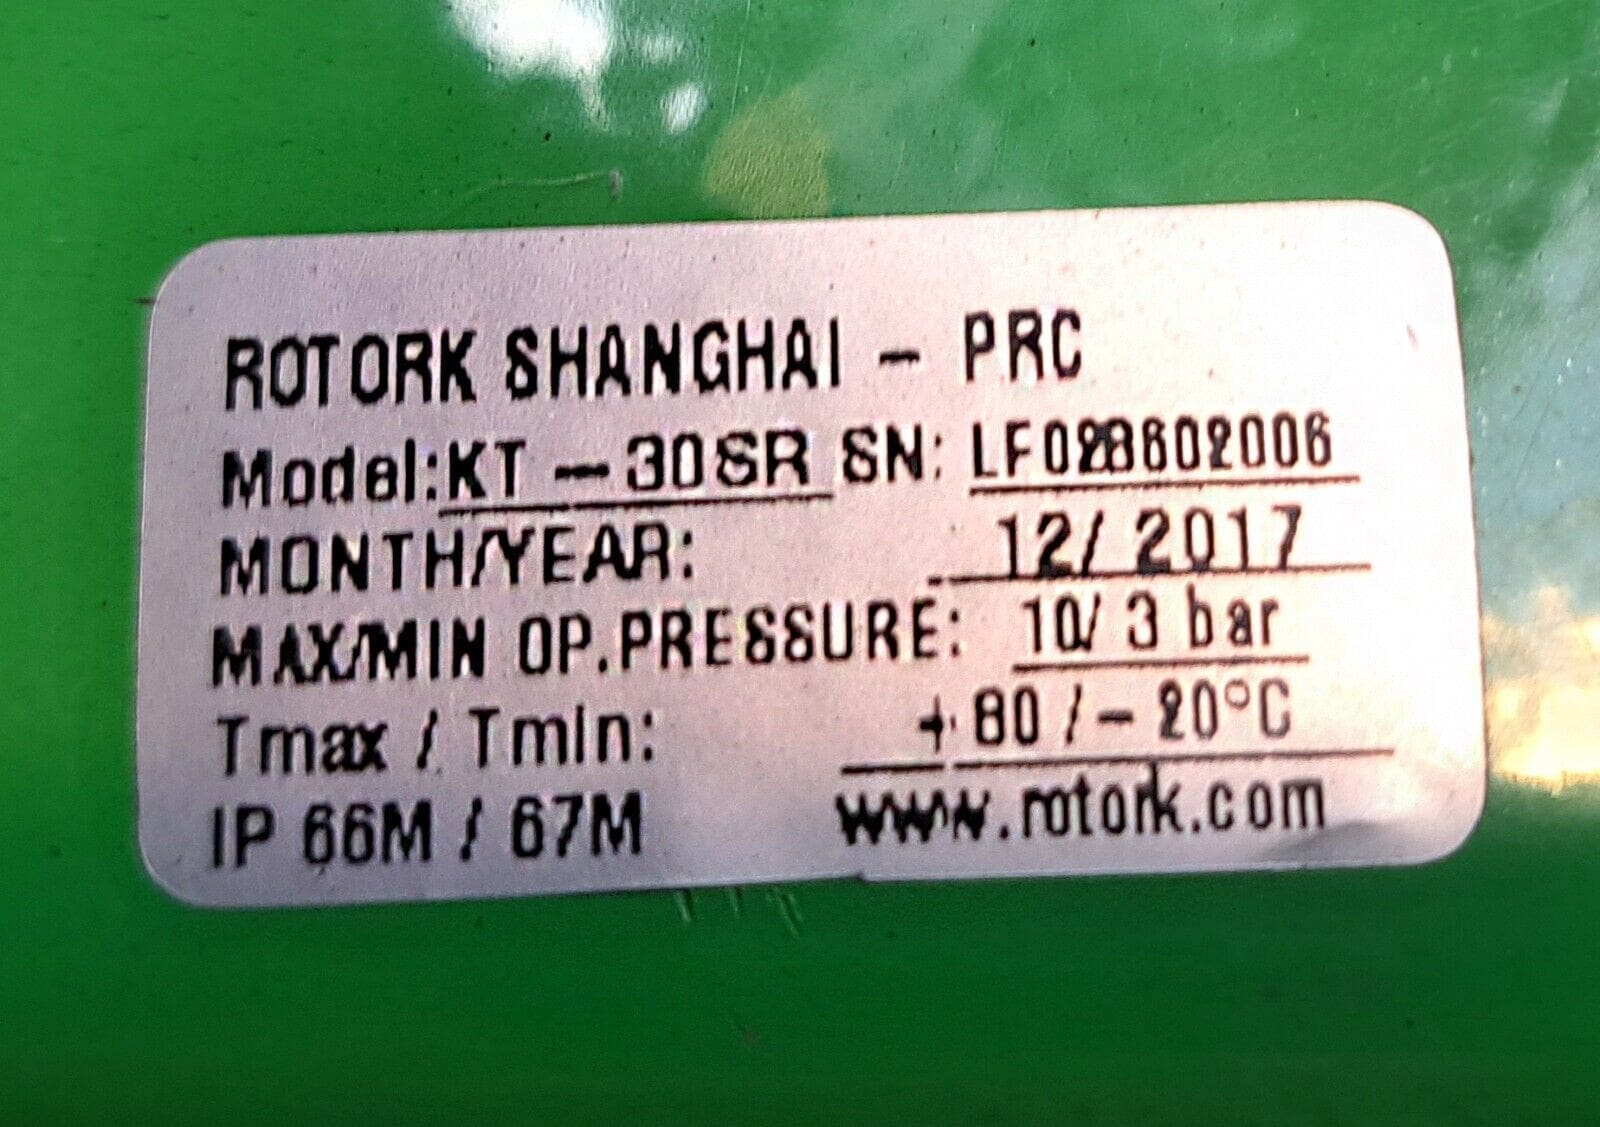 ROTORK SHANGHAI - PRC
Model: KT - 30SR SN: LF028602006
MONTH/YEAR: 12/ 2017
MAX/MIN OP.PRESSURE: 10/ 3 bar
Tmax / Tmin: + 80 / - 20°C
IP 66M / 67M www.rotork.com